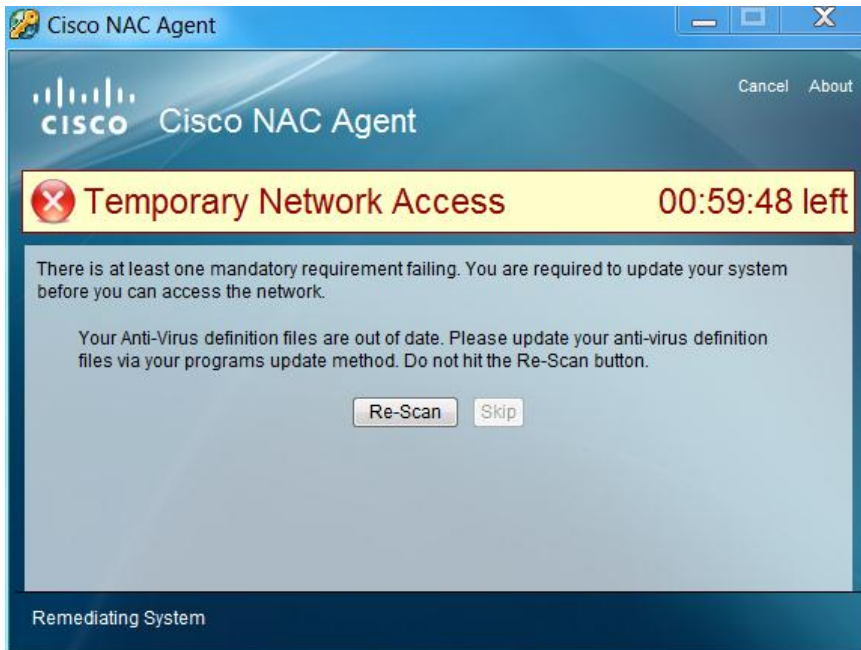 Cisco NAC Agent
Cancel About
CISCO Cisco NAC Agent
Temporary Network Access 00:59:48 left
There is at least one mandatory requirement failing. You are required to update your system
before you can access the network.
Your Anti-Virus definition files are out of date. Please update your anti-virus definition
files via your programs update method. Do not hit the Re-Scan button.
Re-Scan Skip
Remediating System